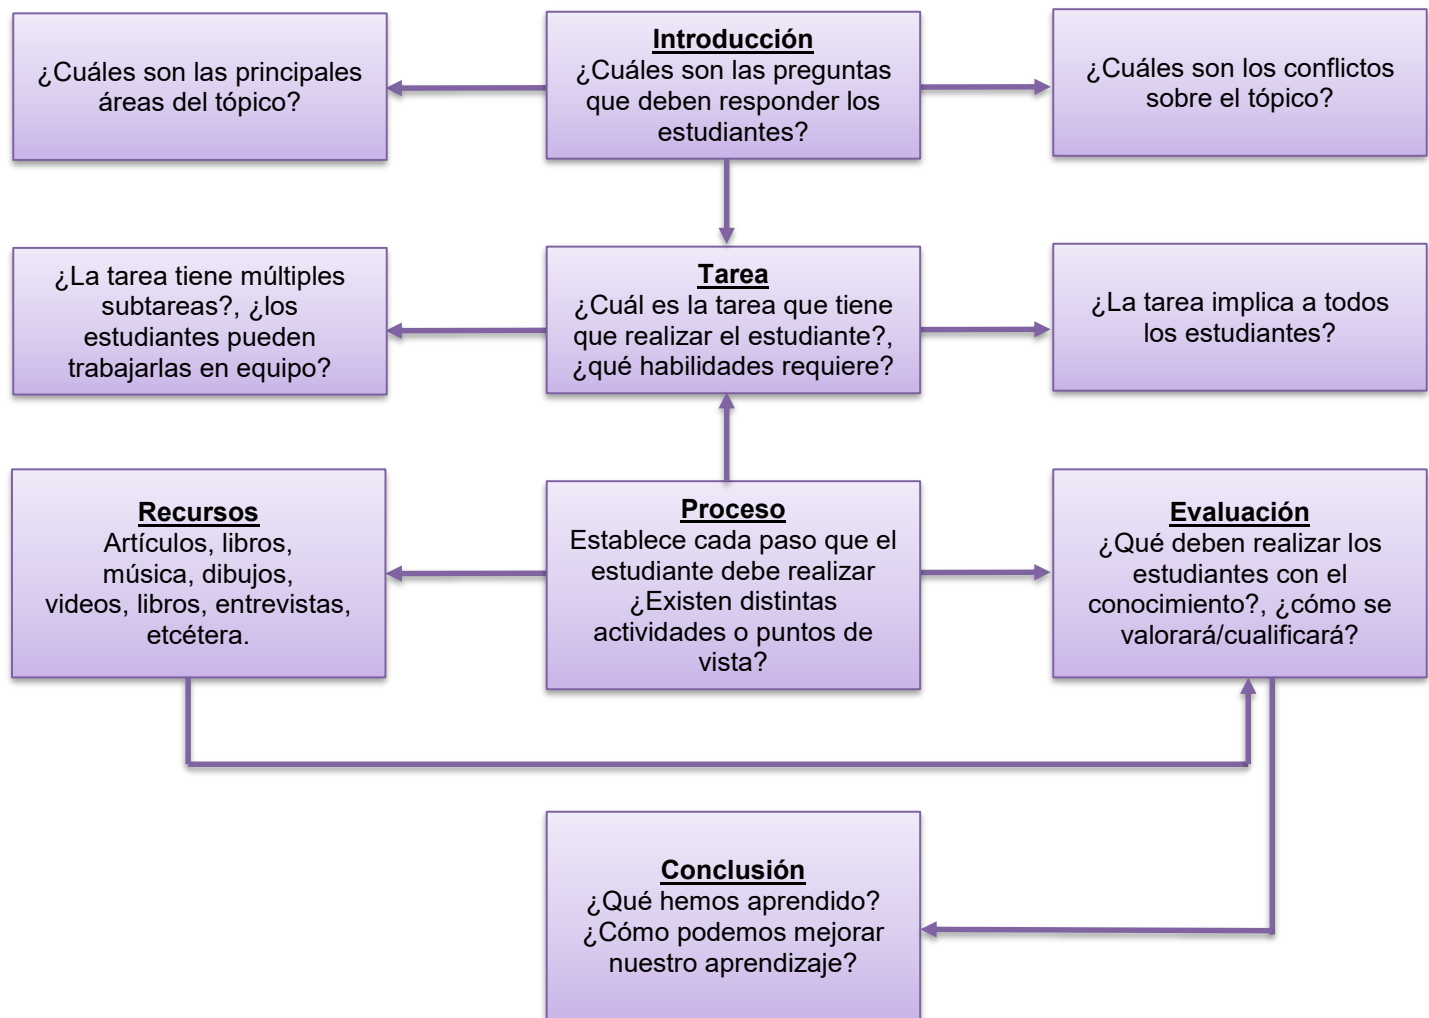 ¿Cuáles son las principales
áreas del tópico?
Introducción
¿Cuáles son las preguntas
que deben responder los
estudiantes?
¿Cuáles son los conflictos
sobre el tópico?
¿La tarea tiene múltiples
subtareas?, ¿los
estudiantes pueden
trabajarlas en equipo?
Tarea
¿Cuál es la tarea que tiene
que realizar el estudiante?,
¿qué habilidades requiere?
¿La tarea implica a todos
los estudiantes?
Recursos
Artículos, libros,
música, dibujos,
videos, libros, entrevistas,
etcétera.
Proceso
Establece cada paso que el
estudiante debe realizar
¿Existen distintas
actividades o puntos de
vista?
Evaluación
¿Qué deben realizar los
estudiantes con el
conocimiento?, ¿cómo se
valorará/cualificará?
Conclusión
¿Qué hemos aprendido?
¿Cómo podemos mejorar
nuestro aprendizaje?